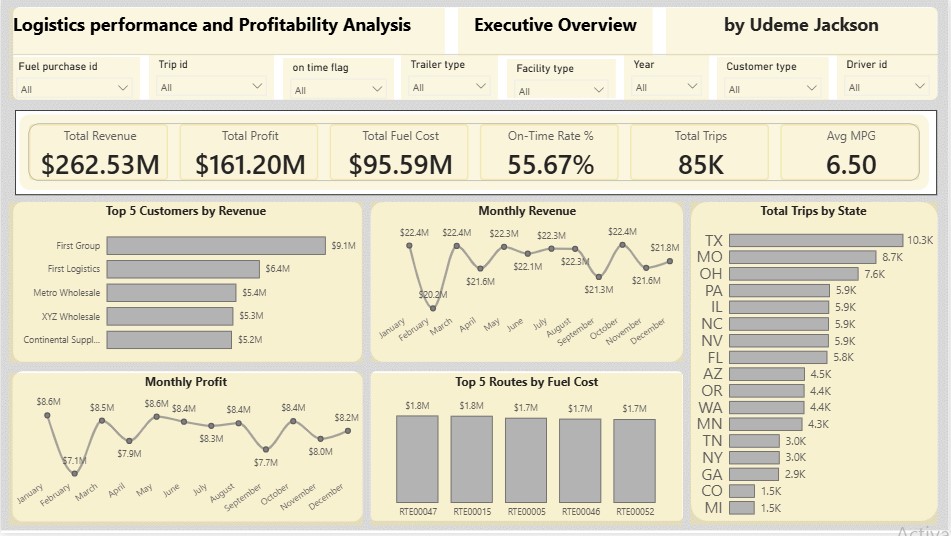 Logistics performance and Profitability Analysis
Executive Overview
by Udeme Jackson
Fuel purchase id
All
Trip id
All
on time flag
All
Trailer type
All
Facility type
All
Year
All
Customer type
All
Driver id
All
Total Revenue
$262.53M
Total Profit
$161.20M
Total Fuel Cost
$95.59M
On-Time Rate %
55.67%
Total Trips
85K
Avg MPG
6.50
Top 5 Customers by Revenue
First Group $9.1M
First Logistics $6.4M
Metro Wholesale $5.4M
XYZ Wholesale $5.3M
Continental Suppl... $5.2M
Monthly Revenue
$22.4M
$20.2M
$22.4M
$21.6M
$22.3M
$22.1M
$22.3M
$22.3M
$21.3M
$22.4M
$21.6M
$21.8M
January
February
March
April
May
June
July
August
September
October
November
December
Total Trips by State
TX 10.3K
MO 8.7K
OH 7.6K
PA 5.9K
IL 5.9K
NC 5.9K
NV 5.9K
FL 5.8K
AZ 4.5K
OR 4.4K
WA 4.4K
MN 4.3K
TN 3.0K
NY 3.0K
GA 2.9K
CO 1.5K
MI 1.5K
Monthly Profit
$8.6M
$7.1M
$8.5M
$7.9M
$8.6M
$8.4M
$8.3M
$8.4M
$7.7M
$8.4M
$8.0M
$8.2M
January
February
March
April
May
June
July
August
September
October
November
December
Top 5 Routes by Fuel Cost
$1.8M $1.8M $1.7M $1.7M $1.7M
RTE00047 RTE00015 RTE00005 RTE00046 RTE00052